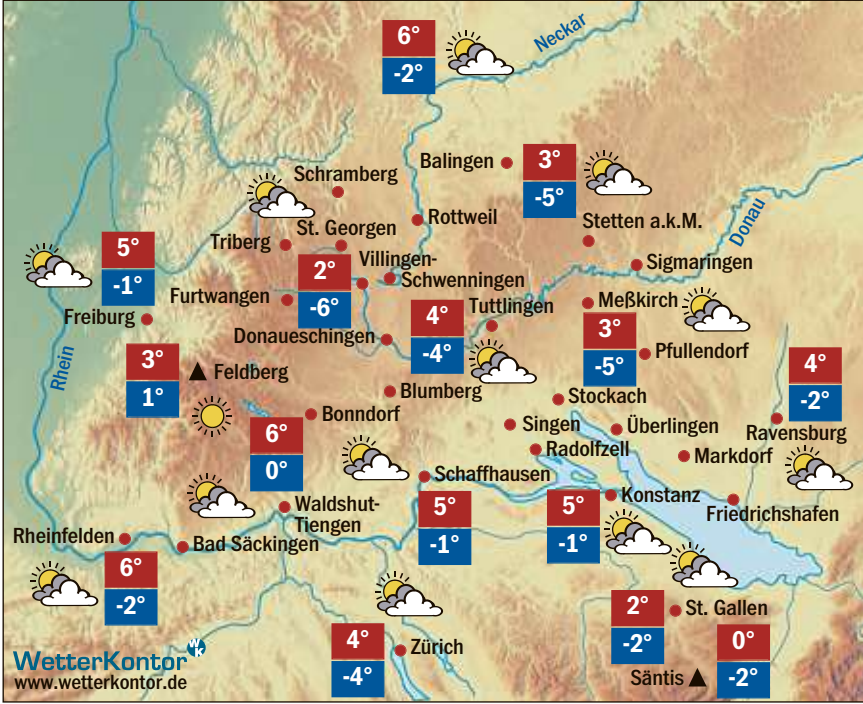 6°
-2°
Neckar
Balingen
3°
-5°
Schramberg
Stetten a.k.M.
Donau
Rottweil
St. Georgen
Triberg
5°
-1°
Villingen-
Schwenningen
Sigmaringen
2°
-6°
Furtwangen
Freiburg
Tuttlingen
Meßkirch
4°
-4°
3°
-5°
Donaueschingen
Pfullendorf
Rhein
3°
1°
Feldberg
4°
-2°
Blumberg
Stockach
Bonndorf
6°
0°
Singen
Überlingen
Ravensburg
Radolfzell
Markdorf
Schaffhausen
5°
-1°
Konstanz
5°
-1°
Friedrichshafen
Waldshut-
Tiengen
Rheinfelden
Bad Säckingen
6°
-2°
2°
-2°
St. Gallen
4°
-4°
Zürich
0°
-2°
Säntis
WetterKontor
WK
www.wetterkontor.de